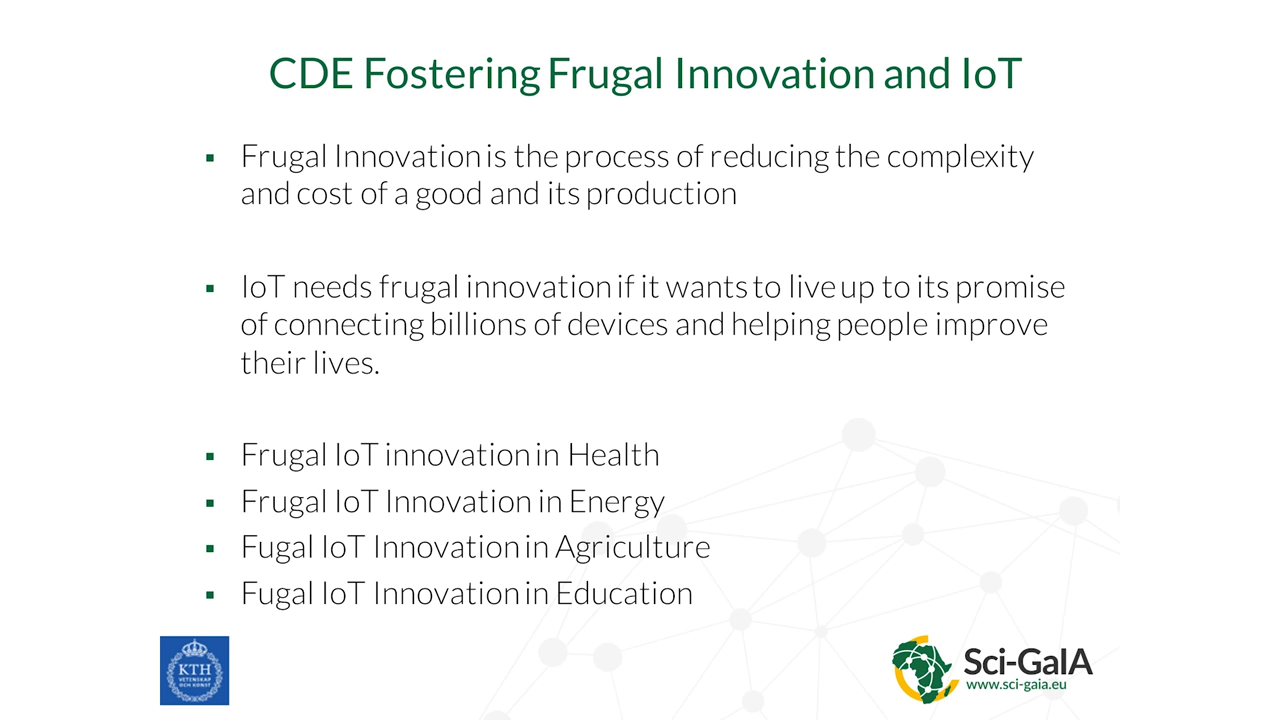 CDE Fostering Frugal Innovation and IoT
▪ Frugal Innovation is the process of reducing the complexity
and cost of a good and its production
▪ IoT needs frugal innovation if it wants to live up to its promise
of connecting billions of devices and helping people improve
their lives.
▪ Frugal IoT innovation in Health
▪ Frugal IoT Innovation in Energy
▪ Fugal IoT Innovation in Agriculture
▪ Fugal IoT Innovation in Education
KTH
VETENSKAP
OCH KONST
Sci-GaIA
www.sci-gaia.eu